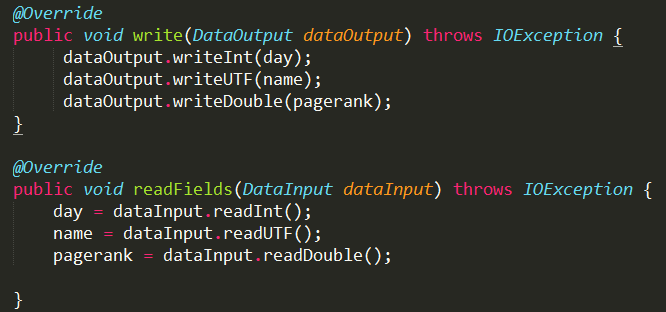 @Override
public void write(DataOutput dataOutput) throws IOException {
dataOutput.writeInt(day);
dataOutput.writeUTF(name);
dataOutput.writeDouble(pagerank);
}
@Override
public void readFields(DataInput dataInput) throws IOException {
day = dataInput.readInt();
name = dataInput.readUTF();
pagerank = dataInput.readDouble();
}